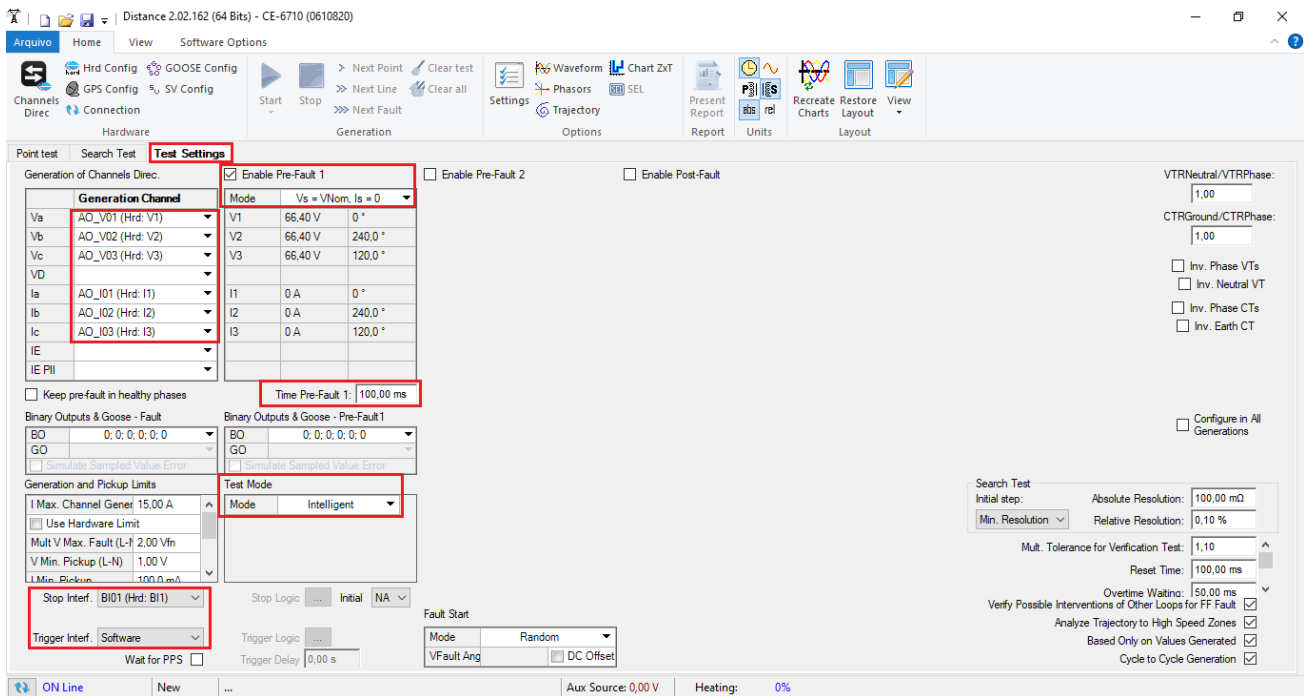 Distance 2.02.162 (64 Bits) - CE-6710 (0610820)
Arquivo Home View Software Options
Hrd Config GOOSE Config
GPS Config SV Config
Connection
Channels Direc
Hardware
Start Stop
Next Point Clear test
Next Line Clear all
Next Fault
Generation
Settings
Waveform Chart ZxT
Phasors SEL
Trajectory
Options
Present Report
Report
abs rel
Units
Recreate Charts Restore Layout View
Layout
Point test Search Test Test Settings
Generation of Channels Direc. Enable Pre-Fault 1 Enable Pre-Fault 2 Enable Post-Fault VTRNeutral/VTRPhase:
Generation Channel Mode Vs = VNom, Is = 0 1,00
Va AO_V01 (Hrd: V1) V1 66,40 V 0 ° CTRGround/CTRPhase:
Vb AO_V02 (Hrd: V2) V2 66,40 V 240,0 ° 1,00
Vc AO_V03 (Hrd: V3) V3 66,40 V 120,0 °
VD Inv. Phase VTs
Inv. Neutral VT
Ia AO_I01 (Hrd: I1) I1 0 A 0 °
Ib AO_I02 (Hrd: I2) I2 0 A 240,0 ° Inv. Phase CTs
Ic AO_I03 (Hrd: I3) I3 0 A 120,0 ° Inv. Earth CT
IE
IE PII
Keep pre-fault in healthy phases Time Pre-Fault 1: 100,00 ms
Binary Outputs & Goose - Fault Binary Outputs & Goose - Pre-Fault1 Configure in All Generations
BO 0; 0; 0; 0; 0; 0 BO 0; 0; 0; 0; 0; 0
GO GO
Simulate Sampled Value Error Simulate Sampled Value Error
Generation and Pickup Limits Test Mode Search Test
I Max. Channel Gener 15,00 A Mode Intelligent Initial step: Absolute Resolution: 100,00 mΩ
Use Hardware Limit Min. Resolution Relative Resolution: 0,10 %
Mult V Max. Fault (L-N 2,00 Vfn
V Min. Pickup (L-N) 1,00 V Mult. Tolerance for Verification Test: 1,10
I Min. Pickup 100,0 mA Reset Time: 100,00 ms
Overtime Waiting: 50,00 ms
Stop Interf. BI01 (Hrd: BI1) Stop Logic ... Initial NA
Verify Possible Interventions of Other Loops for FF Fault
Fault Start
Analyze Trajectory to High Speed Zones
Trigger Interf. Software Trigger Logic ... Mode Random
Based Only on Values Generated
Wait for PPS Trigger Delay 0,00 s VFault Ang DC Offset
Cycle to Cycle Generation
ON Line New ... Aux Source: 0,00 V Heating: 0%